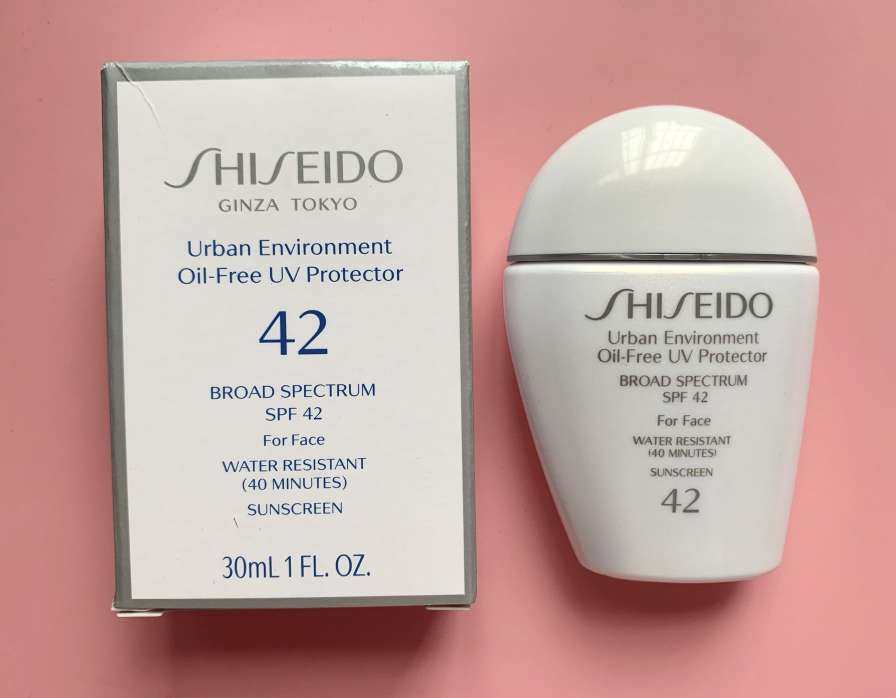 SHISEIDO
GINZA TOKYO
Urban Environment
Oil-Free UV Protector
42
BROAD SPECTRUM
SPF 42
For Face
WATER RESISTANT
(40 MINUTES)
SUNSCREEN
30mL 1 FL. OZ.
SHISEIDO
Urban Environment
Oil-Free UV Protector
BROAD SPECTRUM
SPF 42
For Face
WATER RESISTANT
(40 MINUTES)
SUNSCREEN
42